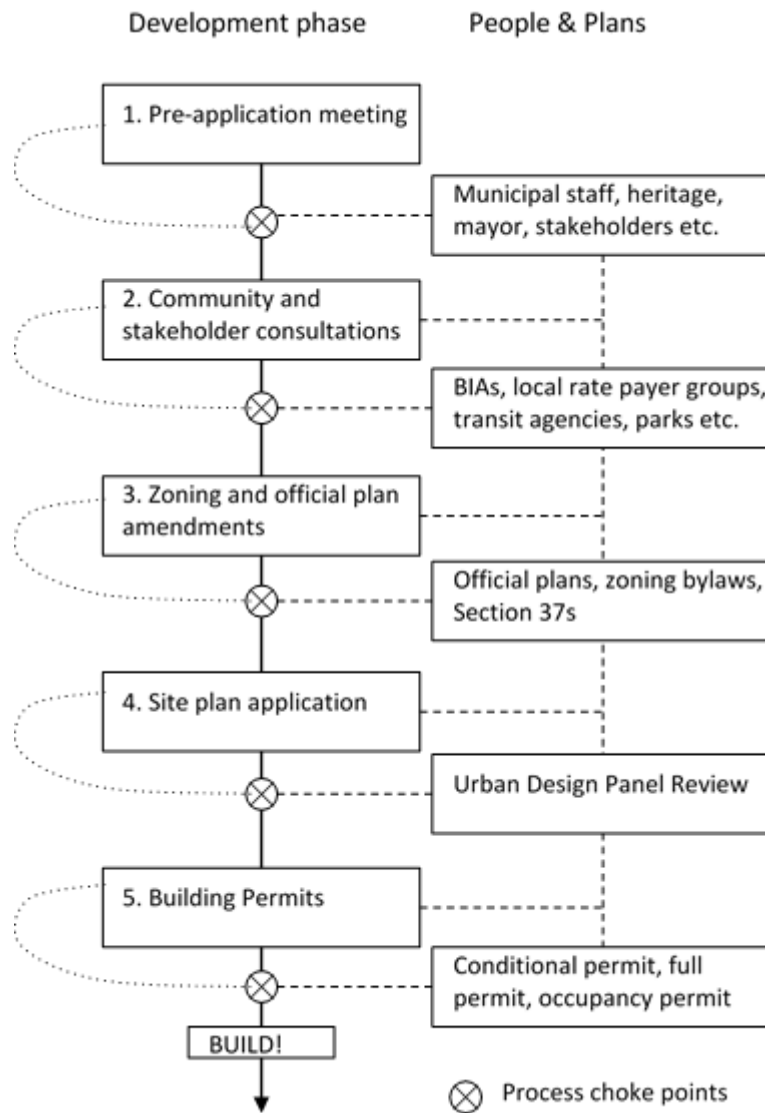 Development phase
People & Plans
1. Pre-application meeting
Municipal staff, heritage,
mayor, stakeholders etc.
2. Community and
stakeholder consultations
BIAs, local rate payer groups,
transit agencies, parks etc.
3. Zoning and official plan
amendments
Official plans, zoning bylaws,
Section 37s
4. Site plan application
Urban Design Panel Review
5. Building Permits
Conditional permit, full
permit, occupancy permit
BUILD!
Process choke points